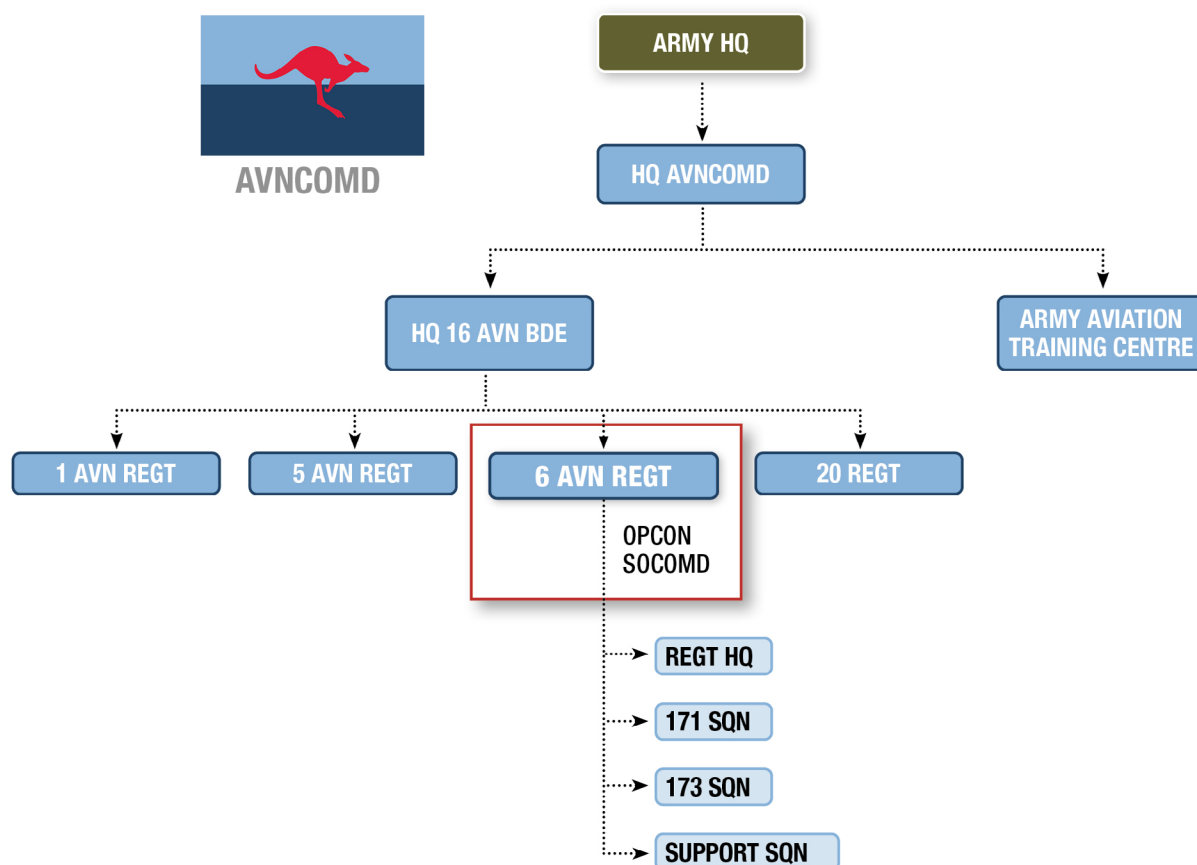 ARMY HQ
AVNCOMD
HQ AVNCOMD
HQ 16 AVN BDE
ARMY AVIATION
TRAINING CENTRE
1 AVN REGT
5 AVN REGT
6 AVN REGT
20 REGT
OPCON
SOCOMD
REGT HQ
171 SQN
173 SQN
SUPPORT SQN